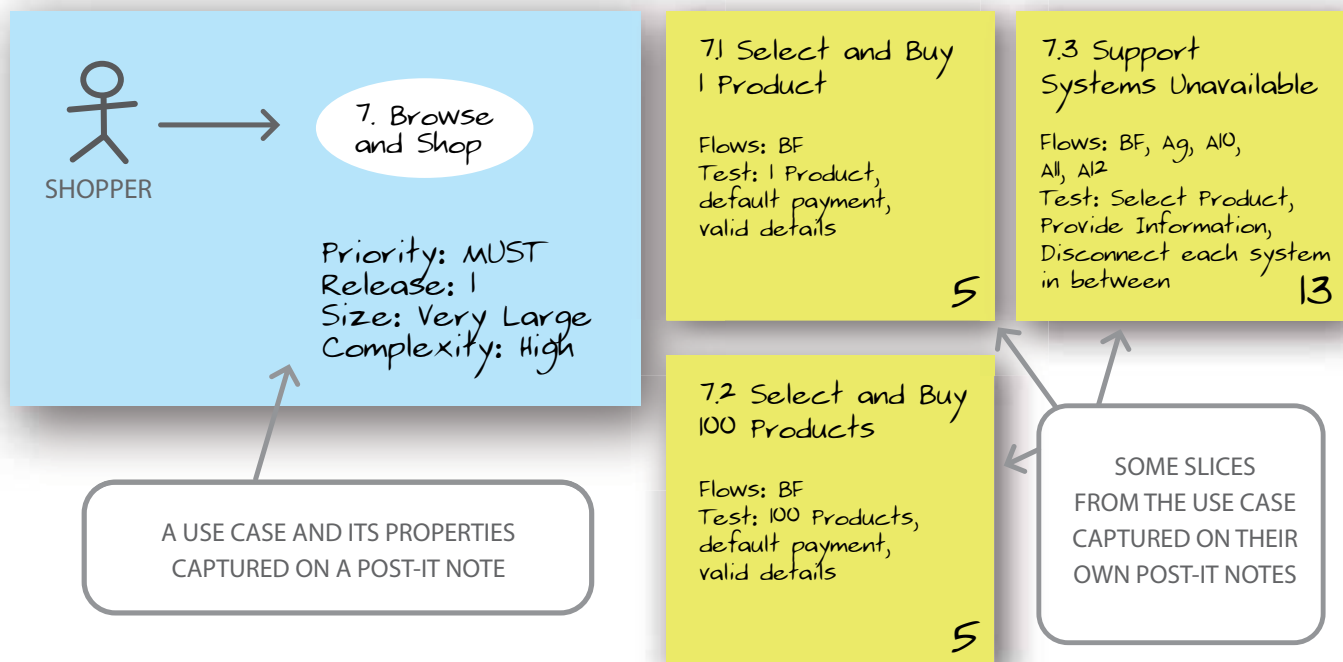 SHOPPER
7. Browse
and Shop
Priority: MUST
Release: 1
Size: Very Large
Complexity: High
A USE CASE AND ITS PROPERTIES
CAPTURED ON A POST-IT NOTE
7.1 Select and Buy
1 Product
Flows: BF
Test: 1 Product,
default payment,
valid details
5
7.2 Select and Buy
100 Products
Flows: BF
Test: 100 Products,
default payment,
valid details
5
7.3 Support
Systems Unavailable
Flows: BF, A9, A10,
A11, A12
Test: Select Product,
Provide Information,
Disconnect each system
in between
13
SOME SLICES
FROM THE USE CASE
CAPTURED ON THEIR
OWN POST-IT NOTES